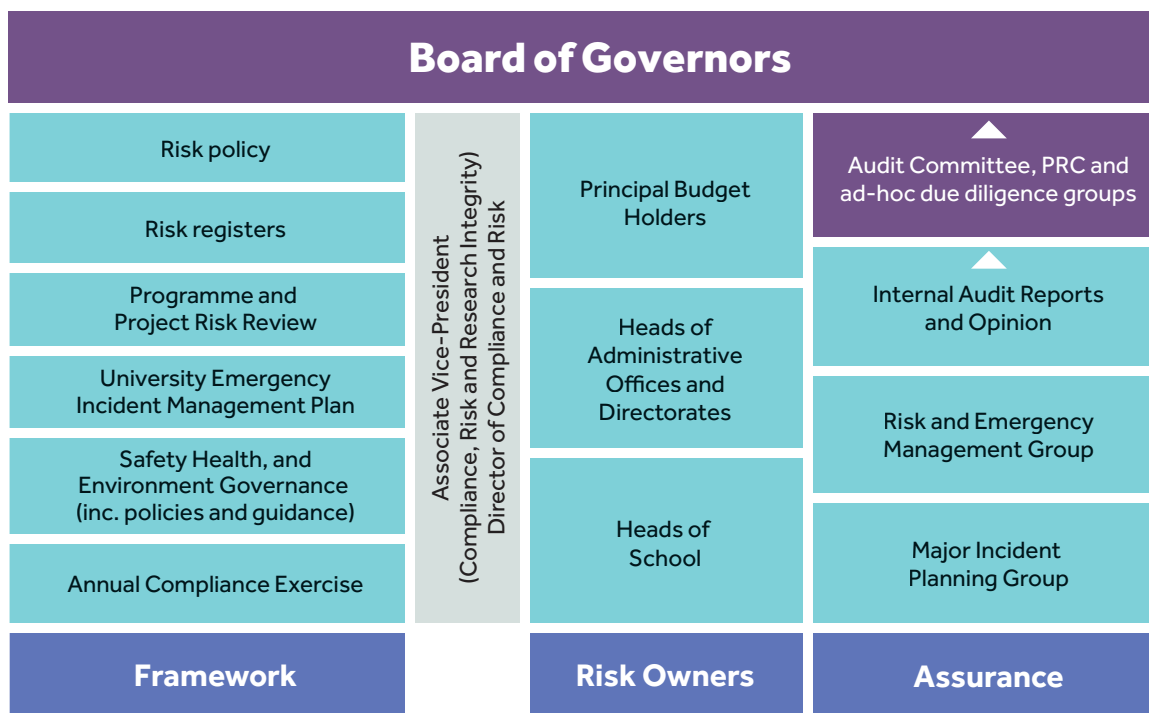 Board of Governors
Risk policy
Risk registers
Programme and
Project Risk Review
University Emergency
Incident Management Plan
Safety Health, and
Environment Governance
(inc. policies and guidance)
Annual Compliance Exercise
Framework
Associate Vice-President
(Compliance, Risk and Research Integrity)
Director of Compliance and Risk
Principal Budget
Holders
Heads of
Administrative
Offices and
Directorates
Heads of
School
Risk Owners
Audit Committee, PRC and
ad-hoc due diligence groups
Internal Audit Reports
and Opinion
Risk and Emergency
Management Group
Major Incident
Planning Group
Assurance